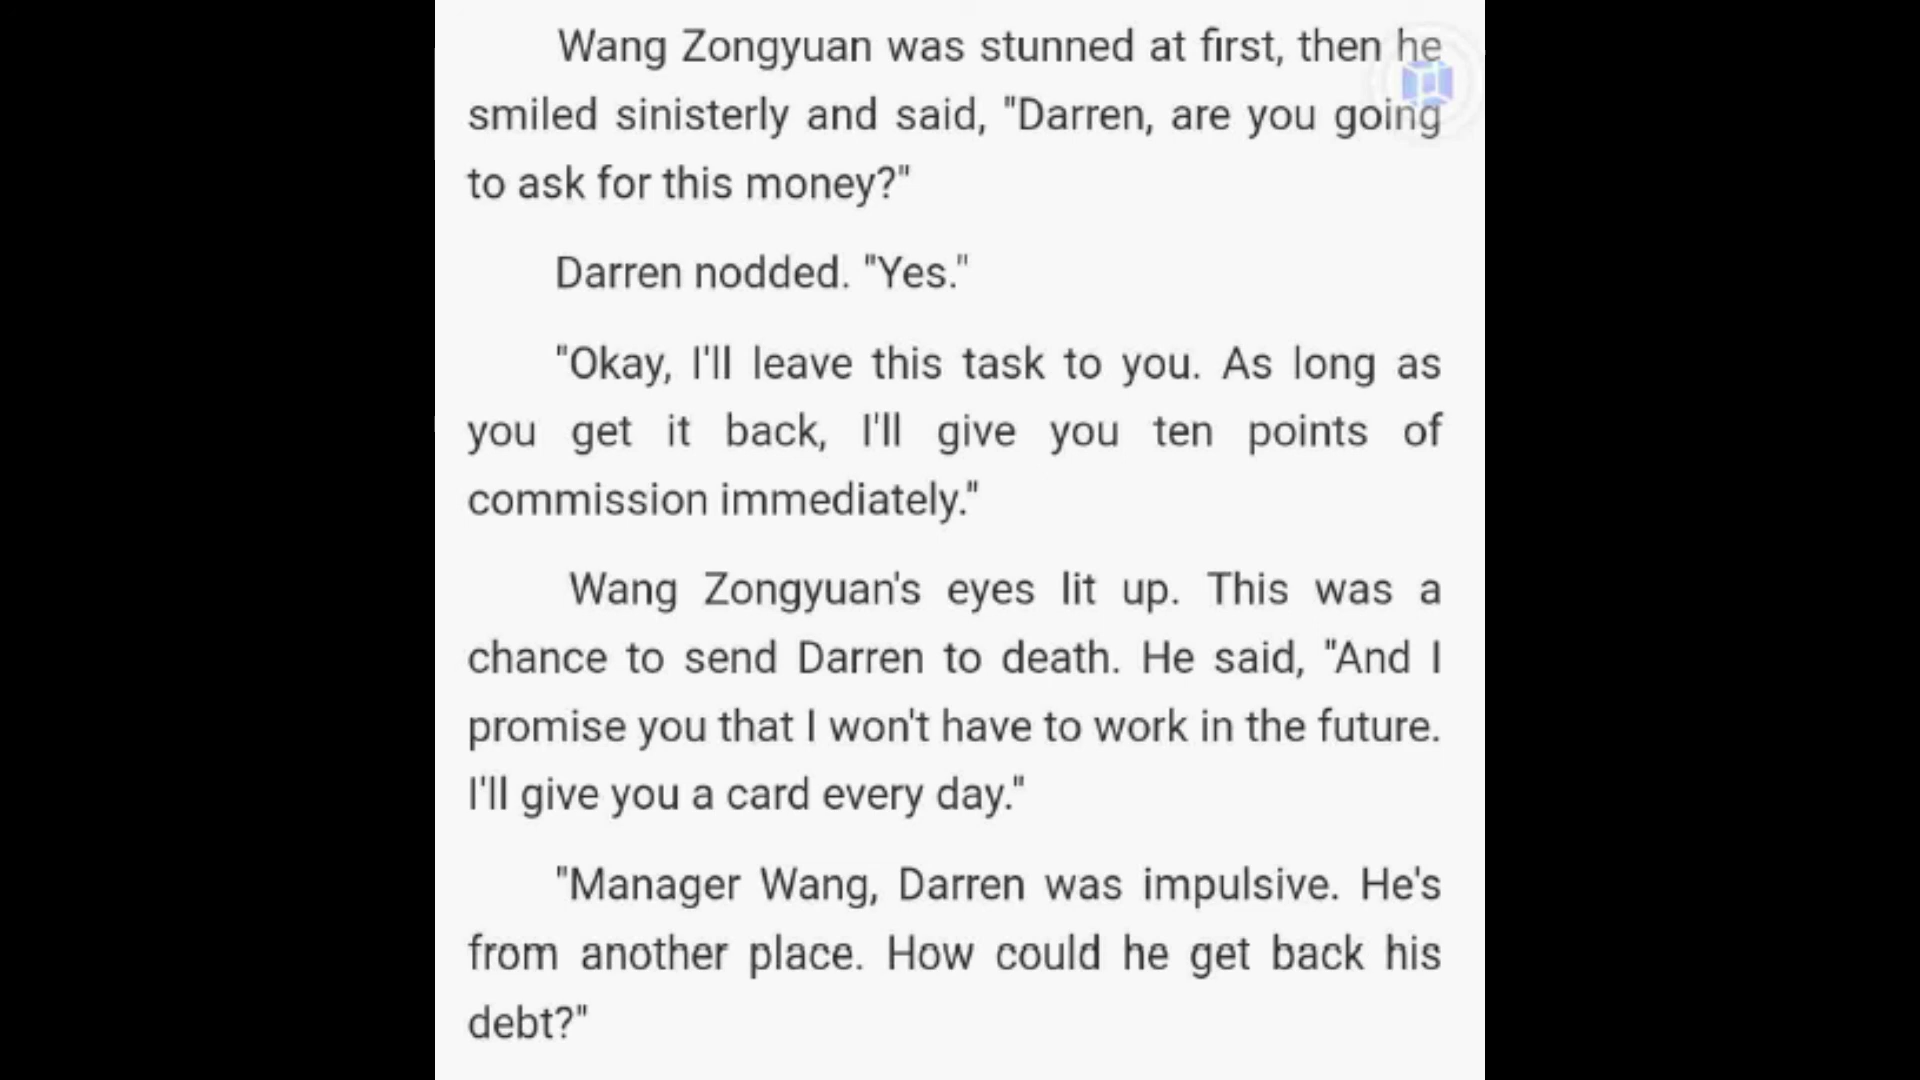 Wang Zongyuan was stunned at first, then he
smiled sinisterly and said, "Darren, are you going
to ask for this money?"
Darren nodded. "Yes."
"Okay, I'll leave this task to you. As long as
you get it back, I'll give you ten points of
commission immediately."
Wang Zongyuan's eyes lit up. This was a
chance to send Darren to death. He said, "And I
promise you that I won't have to work in the future.
I'll give you a card every day."
"Manager Wang, Darren was impulsive. He's
from another place. How could he get back his
debt?"